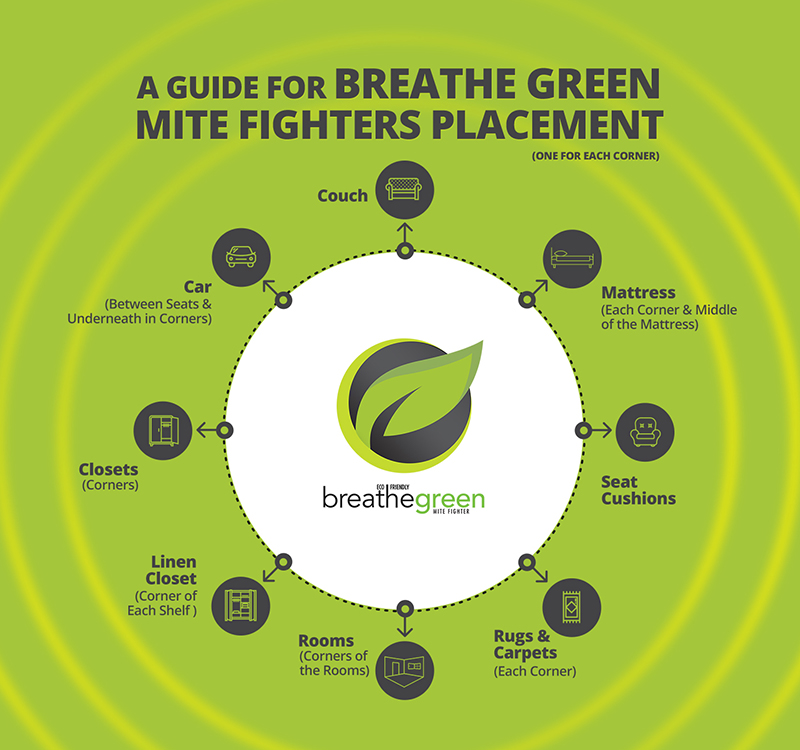 A GUIDE FOR BREATHE GREEN
MITE FIGHTERS PLACEMENT
(ONE FOR EACH CORNER)
Couch
Mattress
(Each Corner & Middle
of the Mattress)
Seat
Cushions
Rugs &
Carpets
(Each Corner)
Rooms
(Corners of
the Rooms)
Linen
Closet
(Corner of
Each Shelf )
Closets
(Corners)
Car
(Between Seats &
Underneath in Corners)
ECO FRIENDLY
breathegreen
MITE FIGHTER